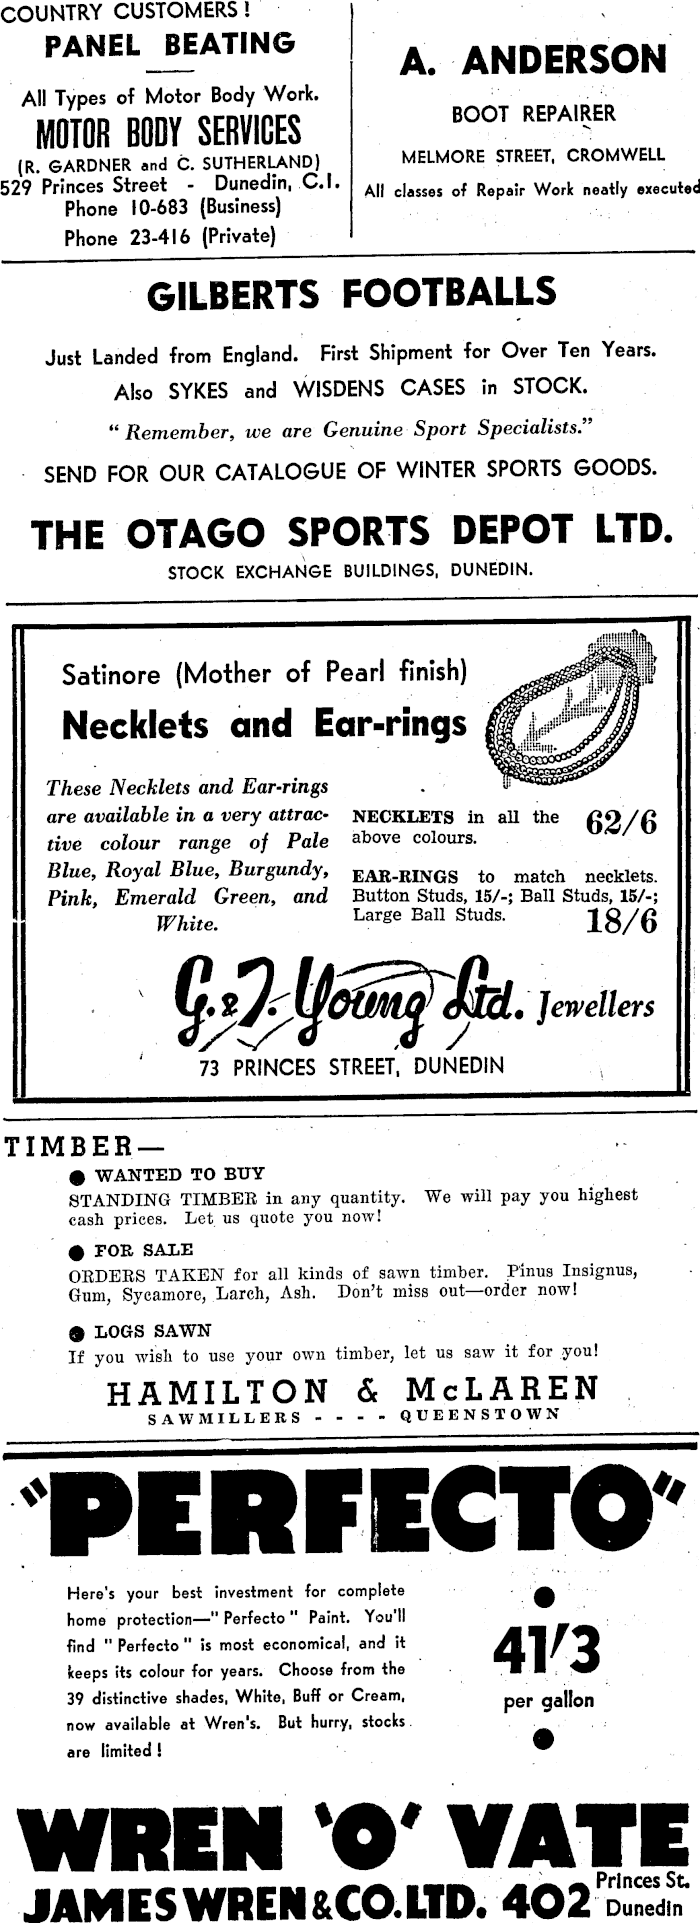 COUNTRY CUSTOMERS !
PANEL BEATING
All Types of Motor Body Work.
MOTOR BODY SERVICES
(R. GARDNER and C. SUTHERLAND)
529 Princes Street - Dunedin, C.I.
Phone 10-683 (Business)
Phone 23-416 (Private)
A. ANDERSON
BOOT REPAIRER
MELMORE STREET, CROMWELL
All classes of Repair Work neatly executed
GILBERTS FOOTBALLS
Just Landed from England. First Shipment for Over Ten Years.
Also SYKES and WISDENS CASES in STOCK.
"Remember, we are Genuine Sport Specialists."
SEND FOR OUR CATALOGUE OF WINTER SPORTS GOODS.
THE OTAGO SPORTS DEPOT LTD.
STOCK EXCHANGE BUILDINGS, DUNEDIN.
Satinore (Mother of Pearl finish)
Necklets and Ear-rings
These Necklets and Ear-rings
are available in a very attrac-
tive colour range of Pale
Blue, Royal Blue, Burgundy,
Pink, Emerald Green, and
White.
NECKLETS in all the
above colours. 62/6
EAR-RINGS to match necklets.
Button Studs, 15/-; Ball Studs, 15/-;
Large Ball Studs. 18/6
G. & T. Young Ltd. Jewellers
73 PRINCES STREET, DUNEDIN
TIMBER—
● WANTED TO BUY
STANDING TIMBER in any quantity. We will pay you highest
cash prices. Let us quote you now!
● FOR SALE
ORDERS TAKEN for all kinds of sawn timber. Pinus Insignus,
Gum, Sycamore, Larch, Ash. Don't miss out—order now!
● LOGS SAWN
If you wish to use your own timber, let us saw it for you!
HAMILTON & McLAREN
SAWMILLERS - - - - QUEENSTOWN
"PERFECTO"
Here's your best investment for complete
home protection—"Perfecto" Paint. You'll
find "Perfecto" is most economical, and it
keeps its colour for years. Choose from the
39 distinctive shades, White, Buff or Cream,
now available at Wren's. But hurry, stocks
are limited !
41/3
per gallon
WREN 'O' VATE
JAMES WREN & CO. LTD. 402 Princes St.
Dunedin